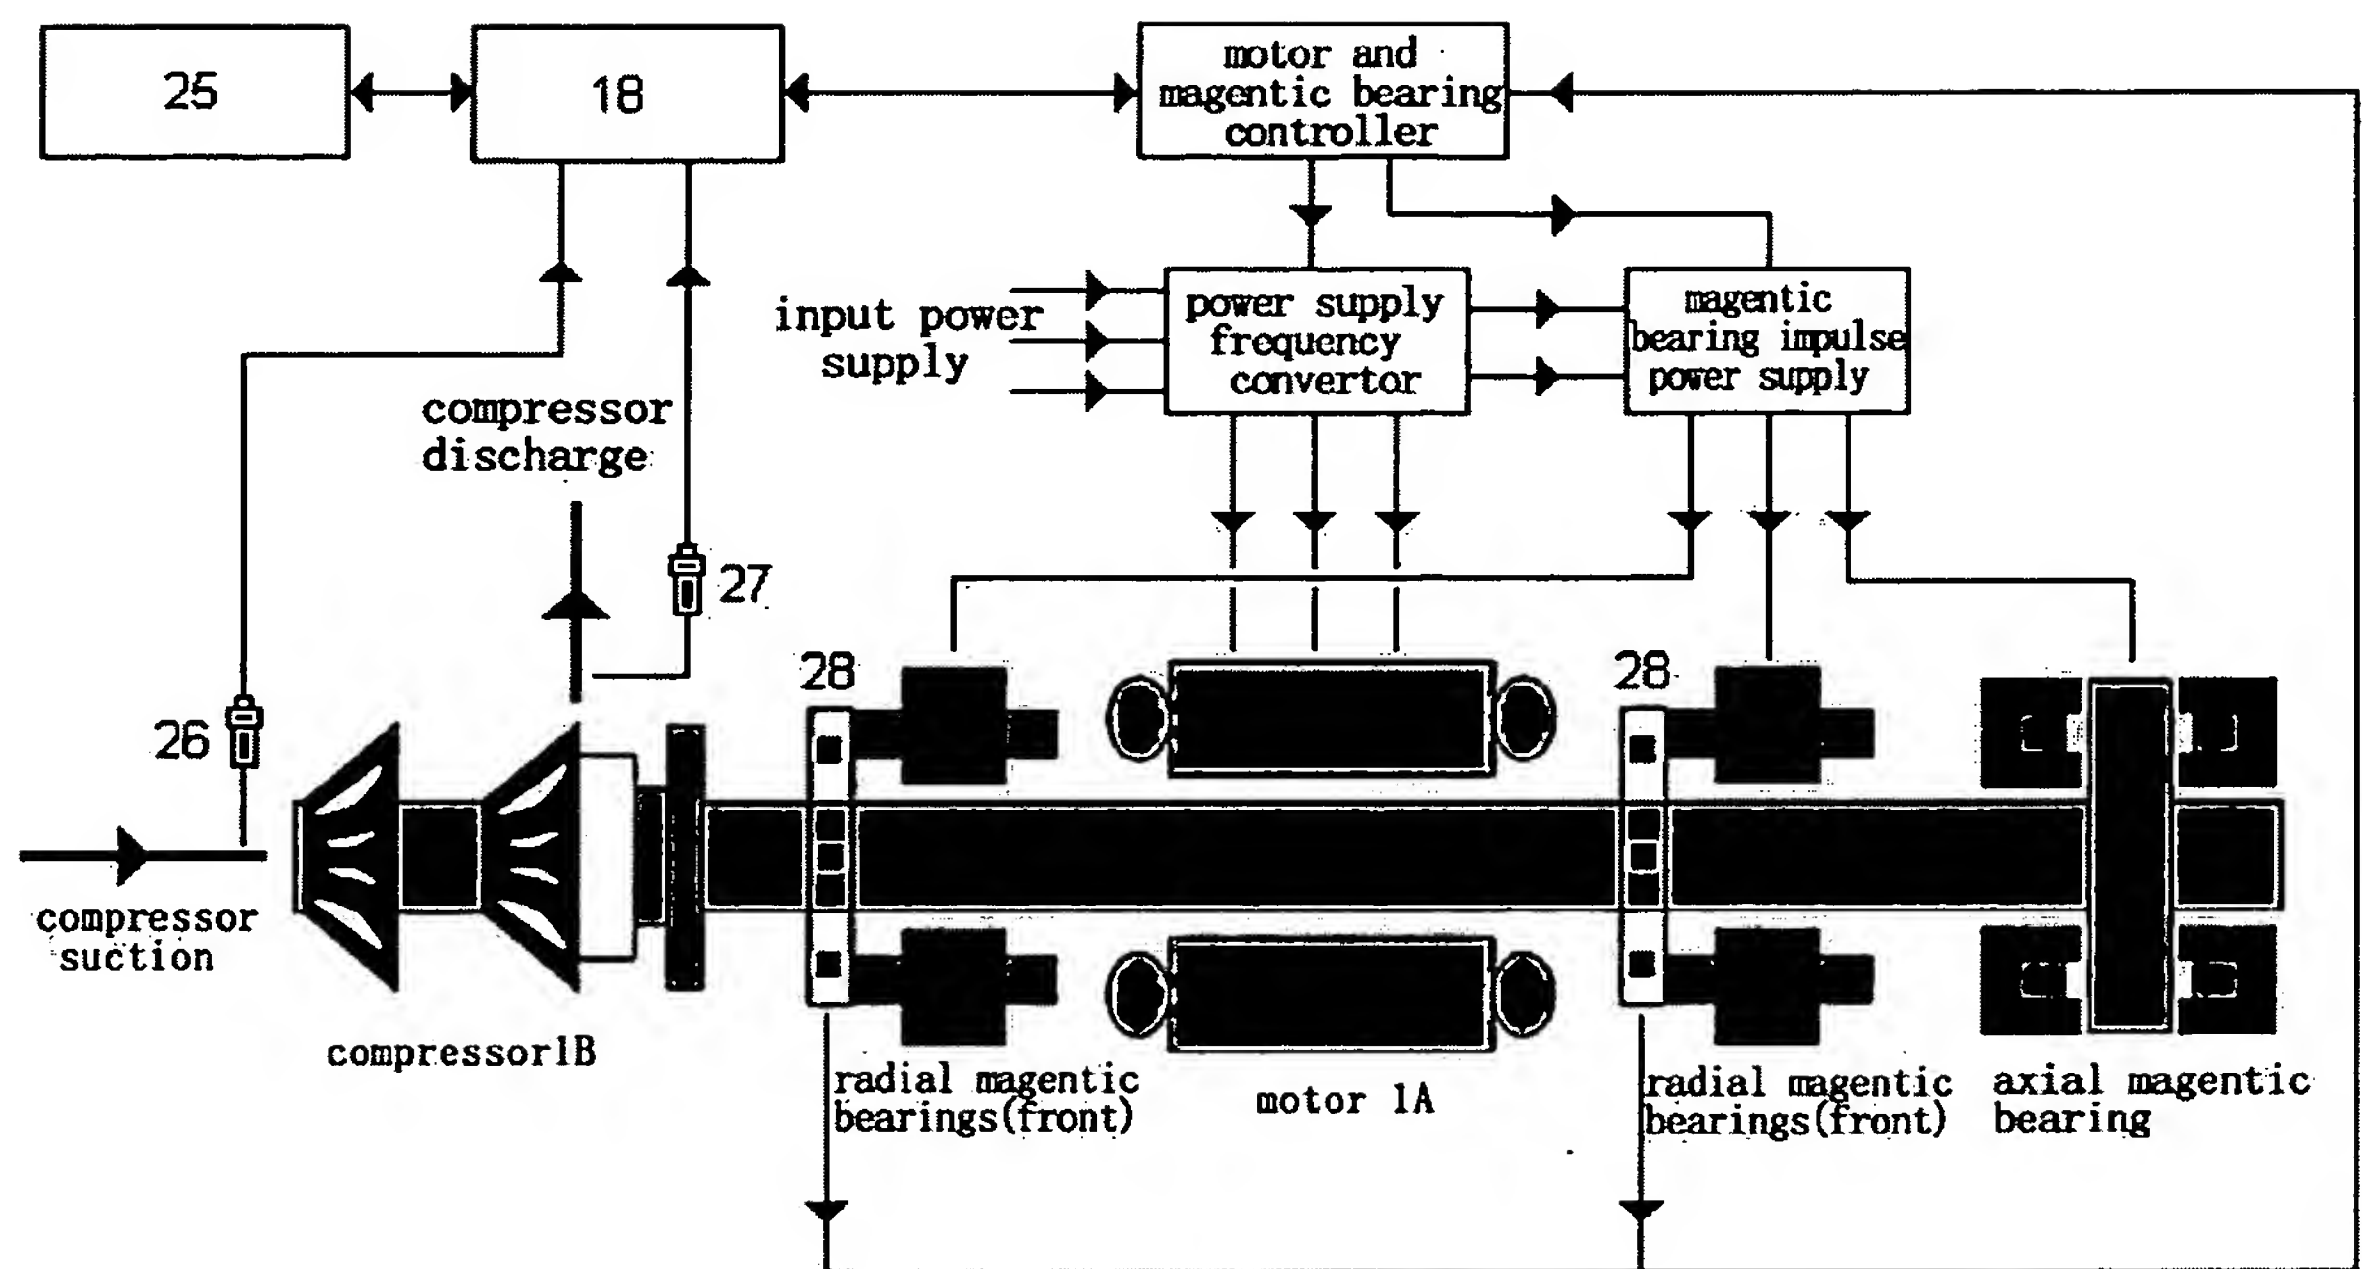 25
18
motor and
magentic bearing
controller
input power
supply
power supply
frequency
convertor
magentic
bearing impulse
power supply
compressor
discharge
27
28
28
26
compressor
suction
compressor1B
radial magentic
bearings(front)
motor 1A
radial magentic
bearings(front)
axial magentic
bearing